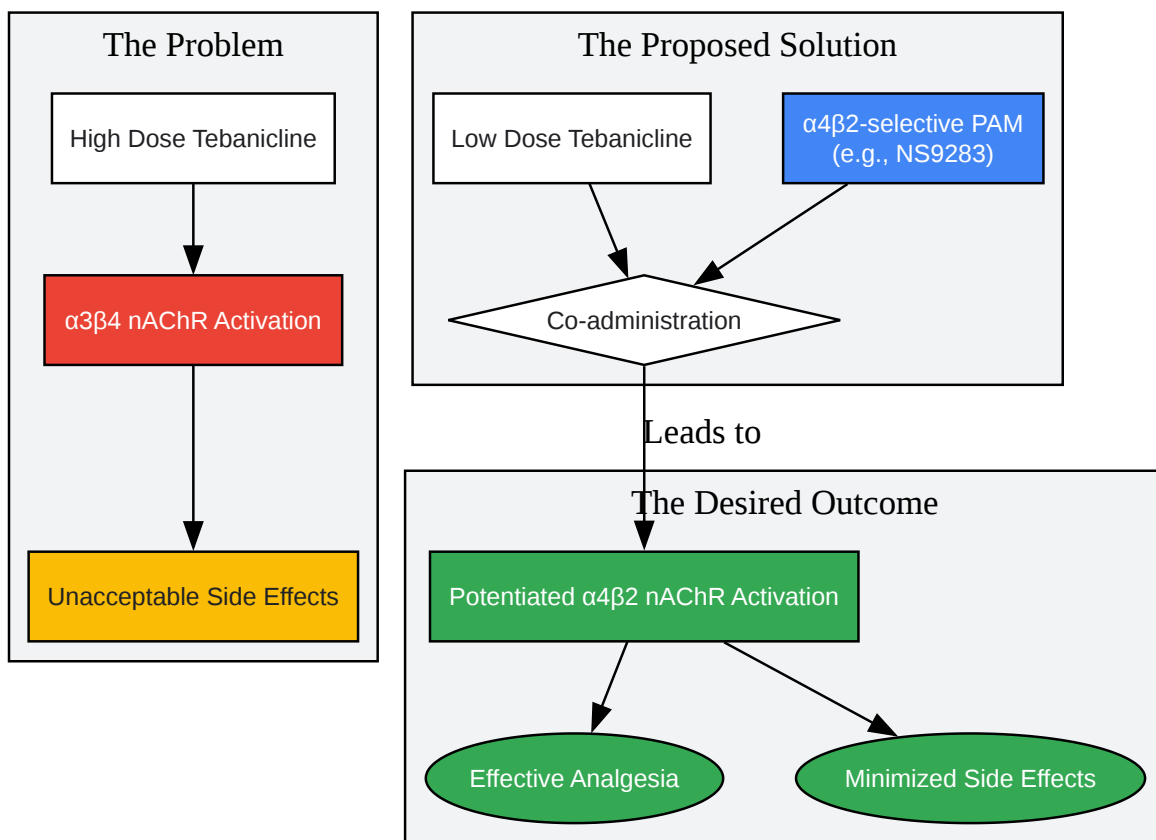 The Problem
High Dose Tebanicline
α3β4 nAChR Activation
Unacceptable Side Effects
The Proposed Solution
Low Dose Tebanicline
α4β2-selective PAM
(e.g., NS9283)
Co-administration
Leads to
The Desired Outcome
Potentiated α4β2 nAChR Activation
Effective Analgesia
Minimized Side Effects